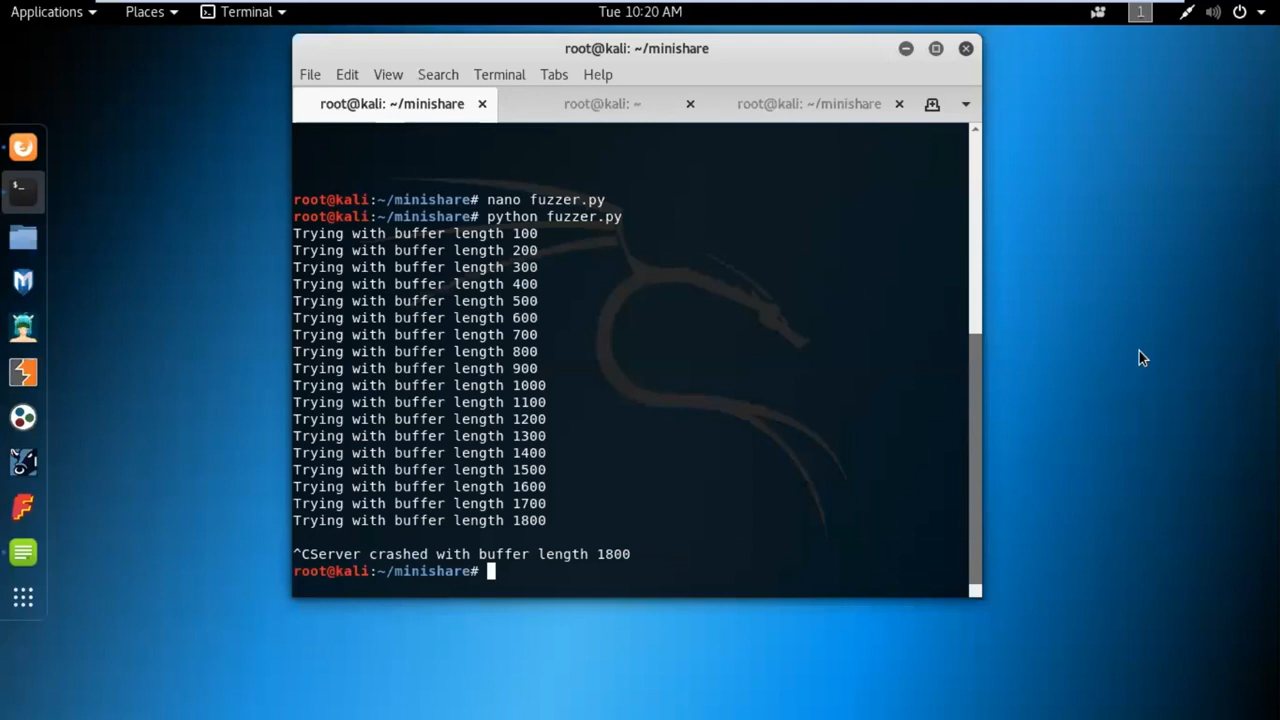 Applications Places Terminal Tue 10:20 AM 1
root@kali: ~/minishare
File Edit View Search Terminal Tabs Help
root@kali: ~/minishare root@kali: ~ root@kali: ~/minishare
root@kali:~/minishare# nano fuzzer.py
root@kali:~/minishare# python fuzzer.py
Trying with buffer length 100
Trying with buffer length 200
Trying with buffer length 300
Trying with buffer length 400
Trying with buffer length 500
Trying with buffer length 600
Trying with buffer length 700
Trying with buffer length 800
Trying with buffer length 900
Trying with buffer length 1000
Trying with buffer length 1100
Trying with buffer length 1200
Trying with buffer length 1300
Trying with buffer length 1400
Trying with buffer length 1500
Trying with buffer length 1600
Trying with buffer length 1700
Trying with buffer length 1800
^CServer crashed with buffer length 1800
root@kali:~/minishare#